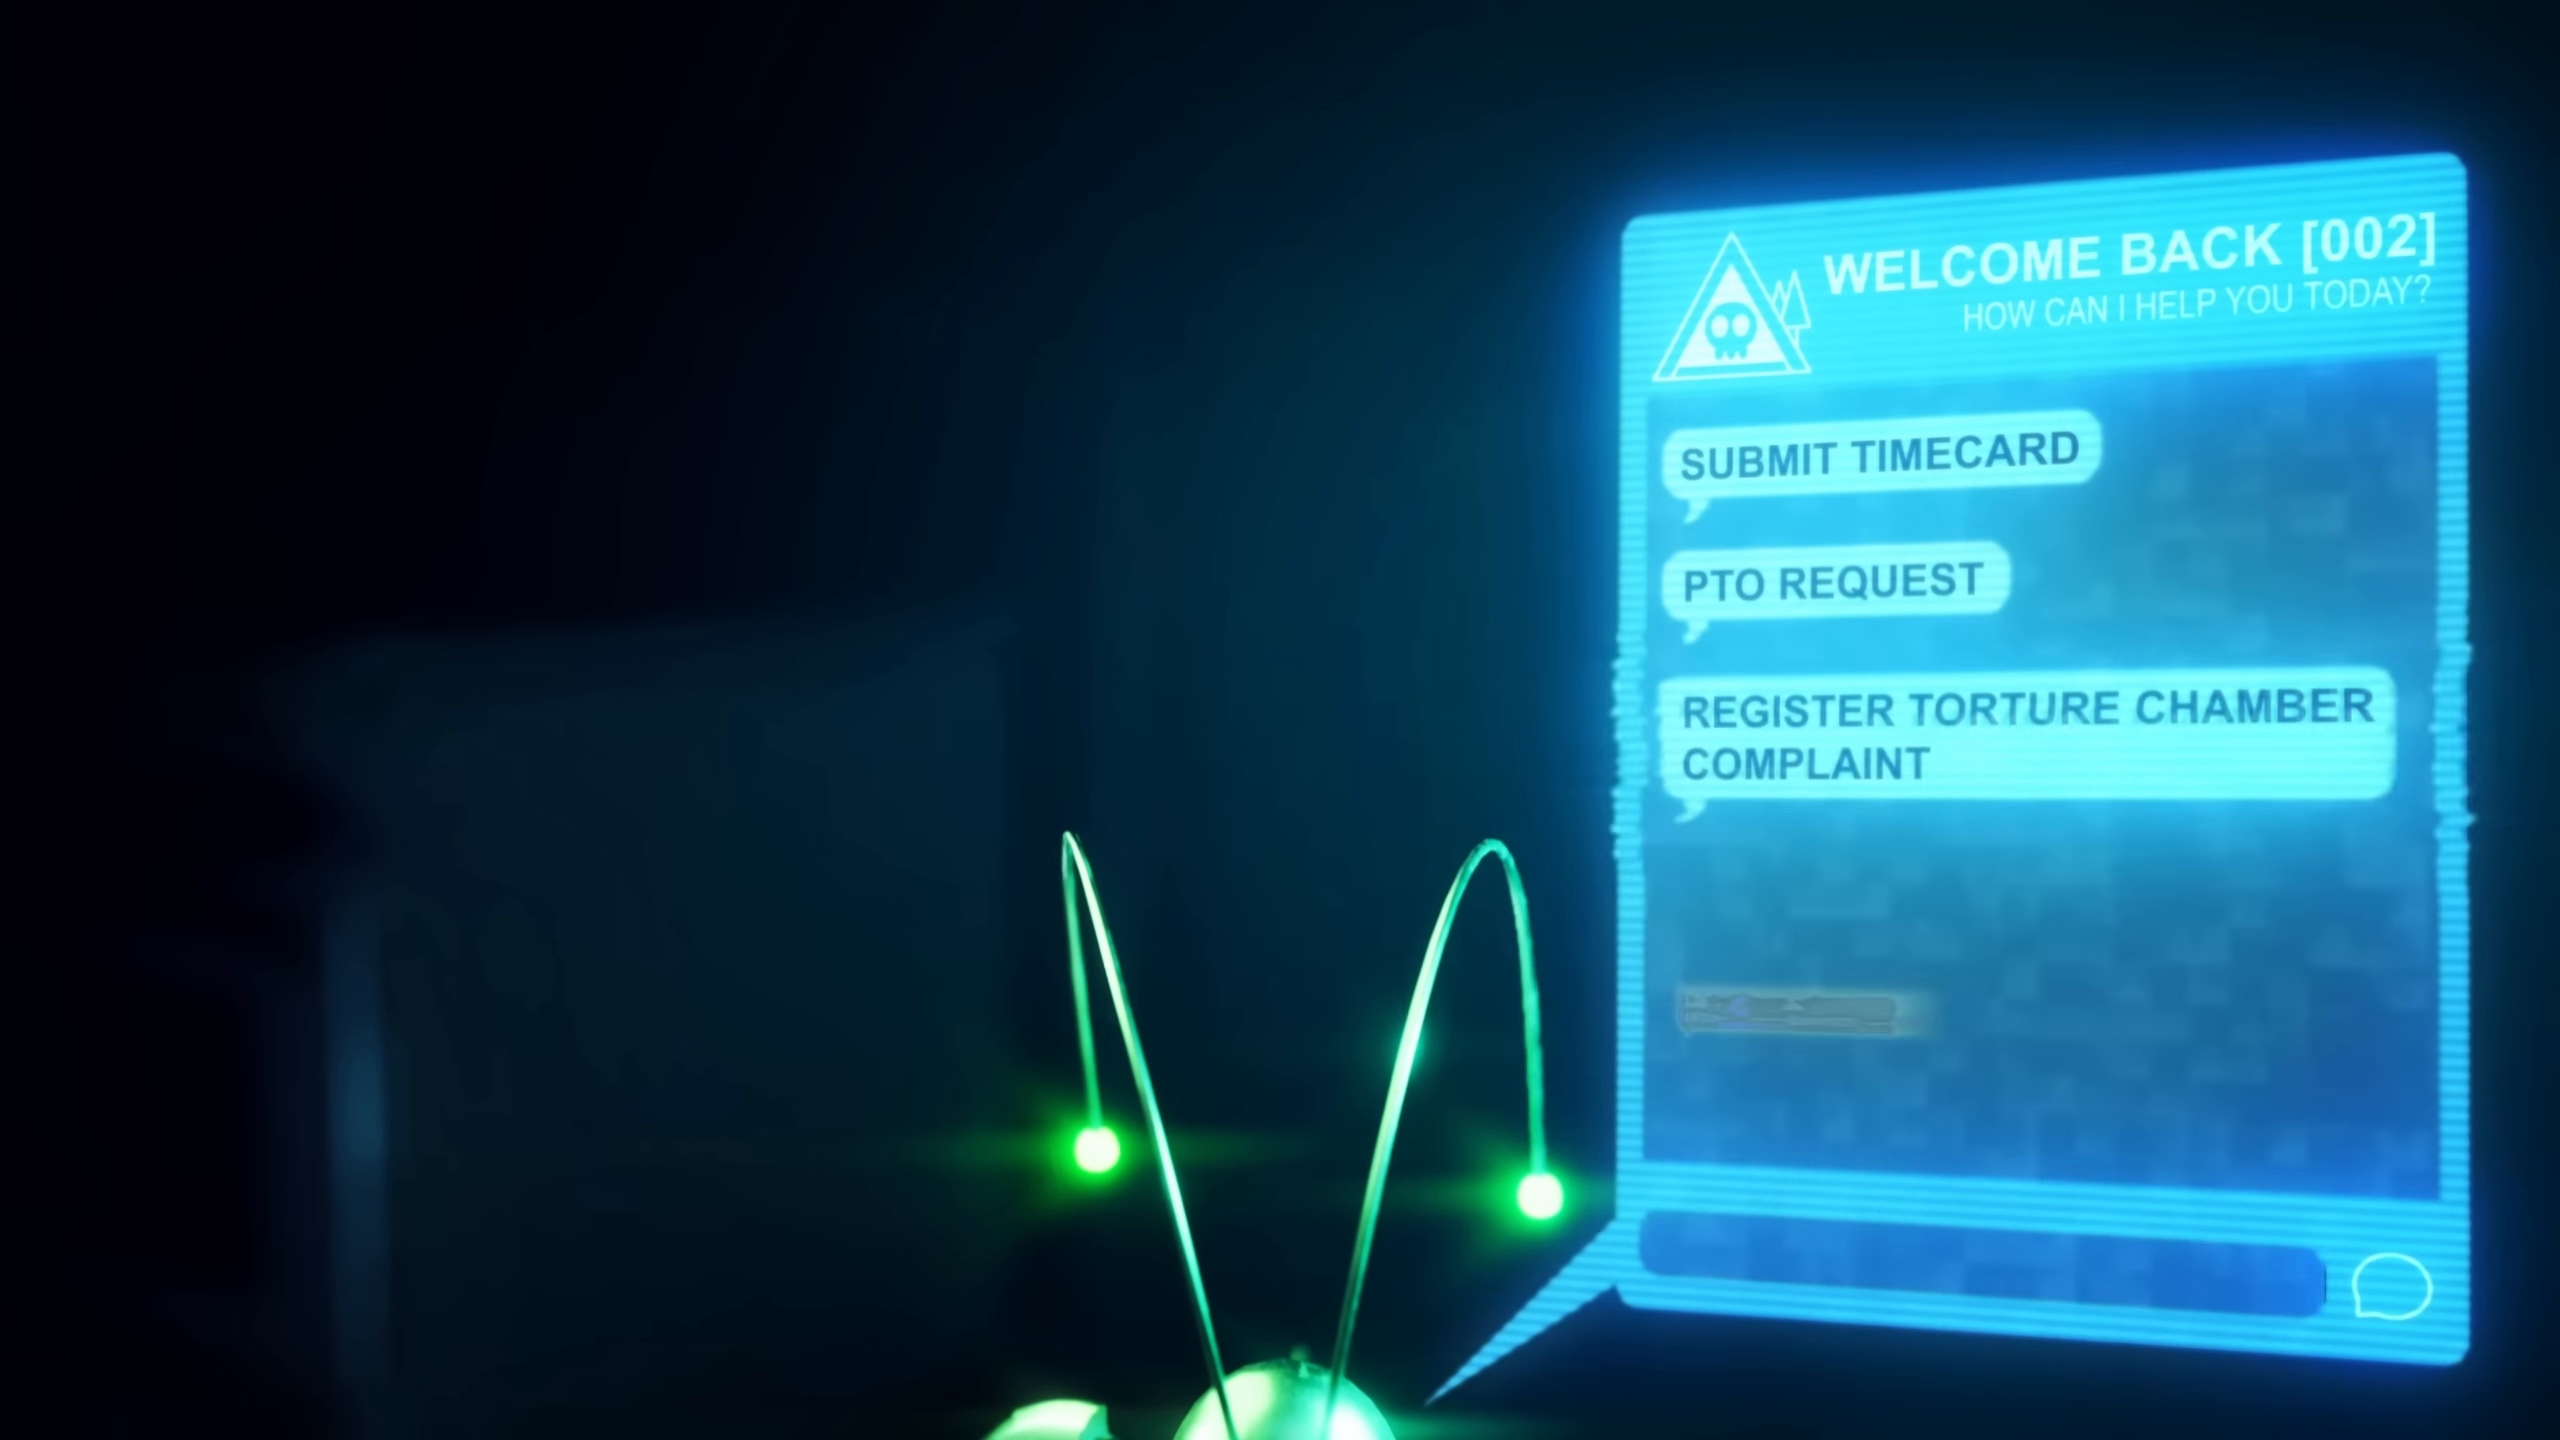 WELCOME BACK [002]
HOW CAN I HELP YOU TODAY?
SUBMIT TIMECARD
PTO REQUEST
REGISTER TORTURE CHAMBER
COMPLAINT